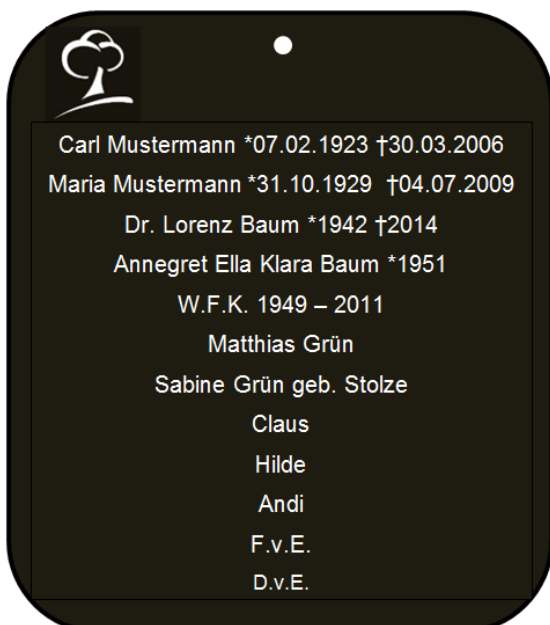 Carl Mustermann *07.02.1923 †30.03.2006
Maria Mustermann *31.10.1929 †04.07.2009
Dr. Lorenz Baum *1942 †2014
Annegret Ella Klara Baum *1951
W.F.K. 1949 – 2011
Matthias Grün
Sabine Grün geb. Stolze
Claus
Hilde
Andi
F.v.E.
D.v.E.